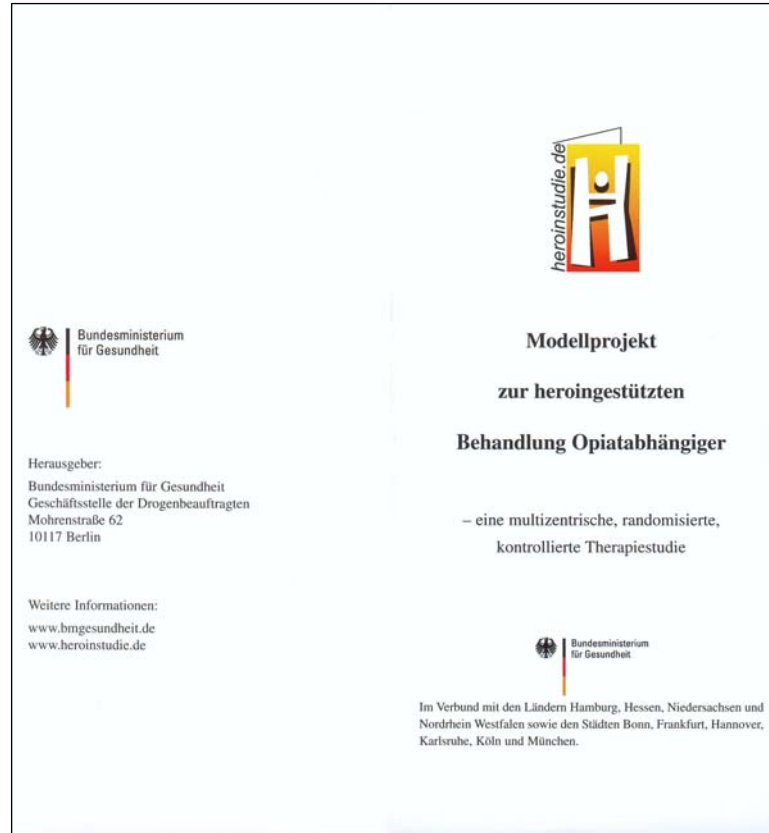 Bundesministerium
für Gesundheit
Herausgeber:
Bundesministerium für Gesundheit
Geschäftsstelle der Drogenbeauftragten
Mohrenstraße 62
10117 Berlin
Weitere Informationen:
www.bmgesundheit.de
www.heroinstudie.de
heroinstudie.de
H
Modellprojekt
zur heroingestützten
Behandlung Opiatabhängiger
– eine multizentrische, randomisierte,
kontrollierte Therapiestudie
Bundesministerium
für Gesundheit
Im Verbund mit den Ländern Hamburg, Hessen, Niedersachsen und
Nordrhein Westfalen sowie den Städten Bonn, Frankfurt, Hannover,
Karlsruhe, Köln und München.